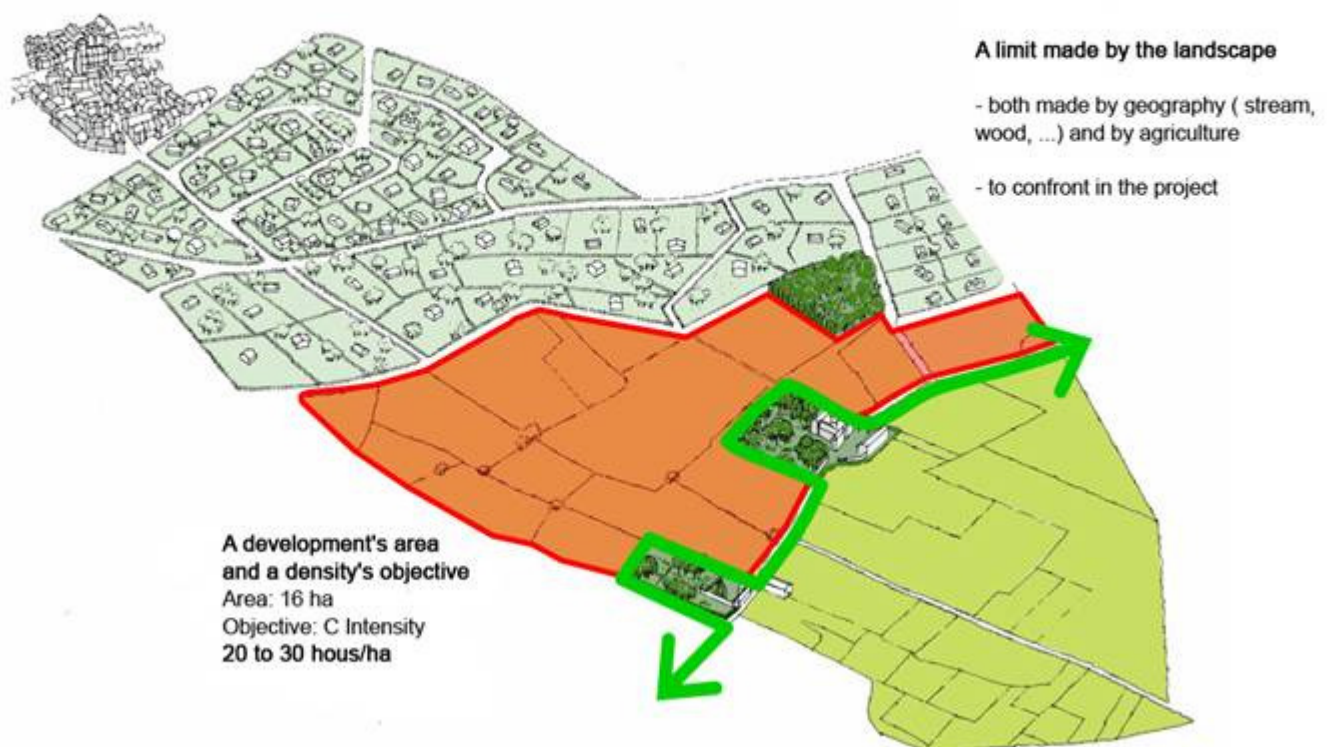 A limit made by the landscape
- both made by geography ( stream,
wood, ...) and by agriculture
- to confront in the project
A development's area
and a density's objective
Area: 16 ha
Objective: C Intensity
20 to 30 hous/ha